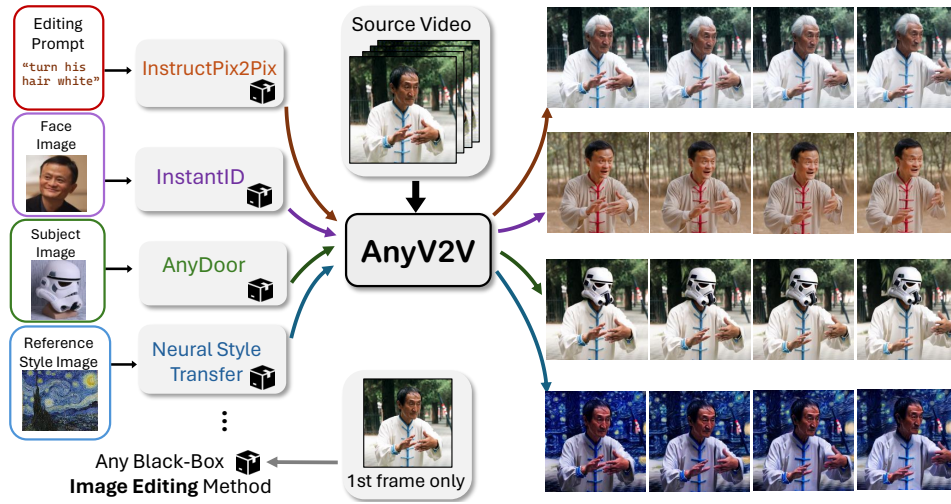 Editing
Prompt
“turn his
hair white”
InstructPix2Pix
Source Video
Face
Image
InstantID
Subject
Image
AnyDoor
AnyV2V
Reference
Style Image
Neural Style
Transfer
⋮
Any Black-Box
Image Editing Method
1st frame only